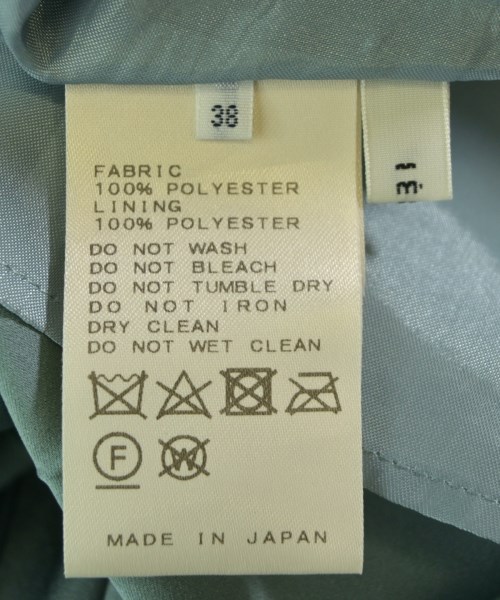 38
FABRIC
100% POLYESTER
LINING
100% POLYESTER
DO NOT WASH
DO NOT BLEACH
DO NOT TUMBLE DRY
DO NOT IRON
DRY CLEAN
DO NOT WET CLEAN
F
W
MADE IN JAPAN